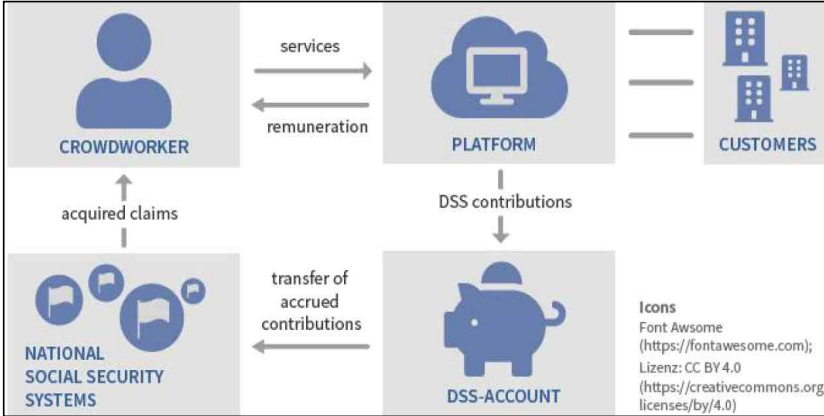 services
remuneration
CROWDWORKER
PLATFORM
CUSTOMERS
acquired claims
DSS contributions
transfer of
accrued
contributions
NATIONAL
SOCIAL SECURITY
SYSTEMS
DSS-ACCOUNT
Icons
Font Awsome
(https://fontawesome.com);
Lizenz: CC BY 4.0
(https://creativecommons.org
licenses/by/4.0)